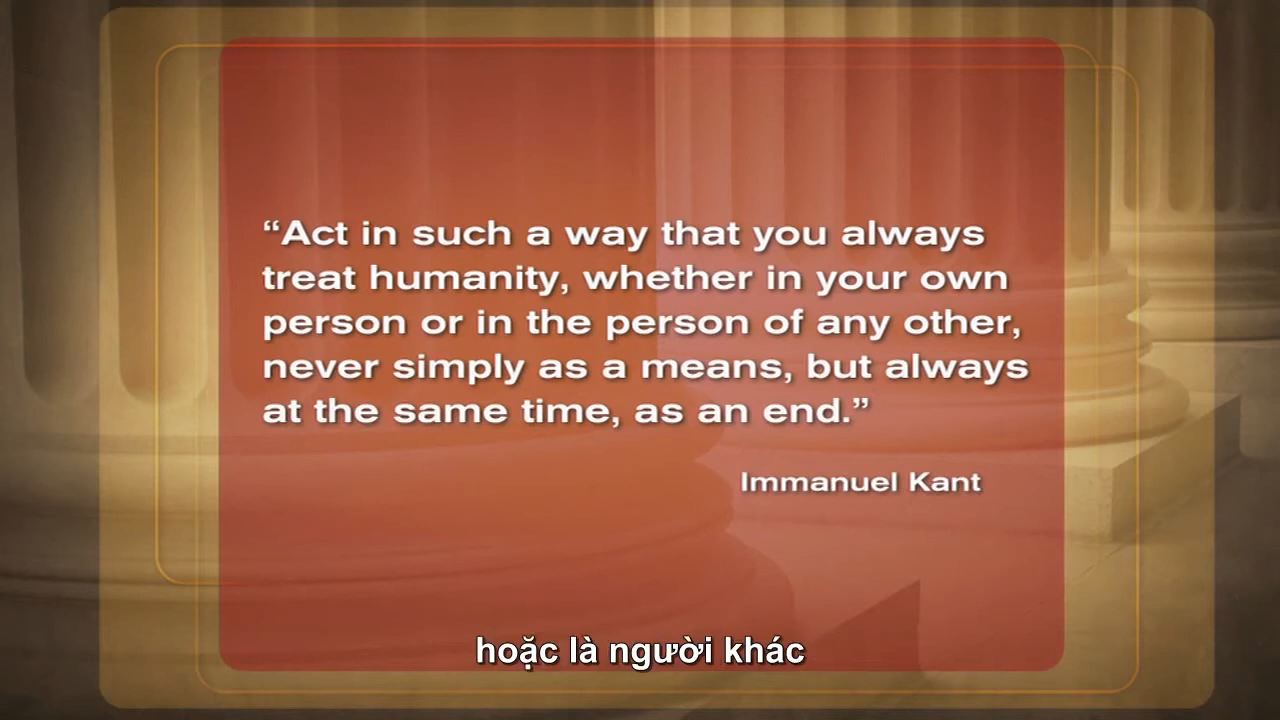 “Act in such a way that you always
treat humanity, whether in your own
person or in the person of any other,
never simply as a means, but always
at the same time, as an end.”
Immanuel Kant
hoặc là người khác